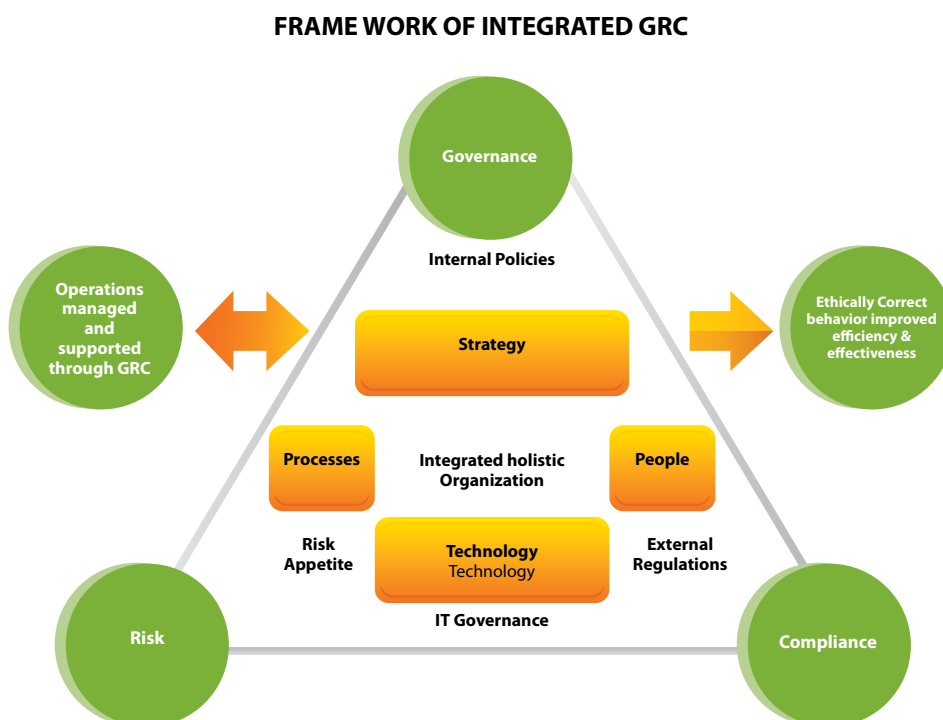 FRAME WORK OF INTEGRATED GRC
Governance
Internal Policies
Operations
managed
and
supported
through GRC
Strategy
Ethically Correct
behavior improved
efficiency &
effectiveness
Processes
Integrated holistic
Organization
People
Risk
Appetite
Technology
Technology
External
Regulations
IT Governance
Risk
Compliance